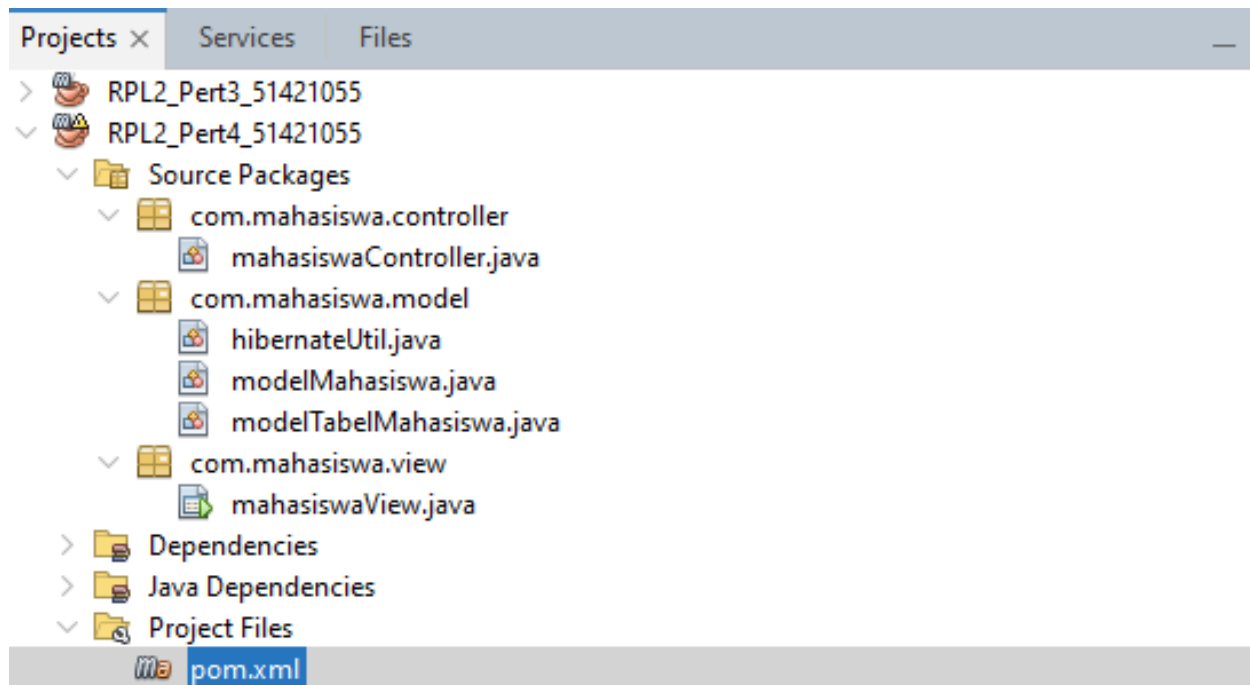 Projects Services Files
RPL2_Pert3_51421055
RPL2_Pert4_51421055
Source Packages
com.mahasiswa.controller
mahasiswaController.java
com.mahasiswa.model
hibernateUtil.java
modelMahasiswa.java
modelTabelMahasiswa.java
com.mahasiswa.view
mahasiswaView.java
Dependencies
Java Dependencies
Project Files
pom.xml